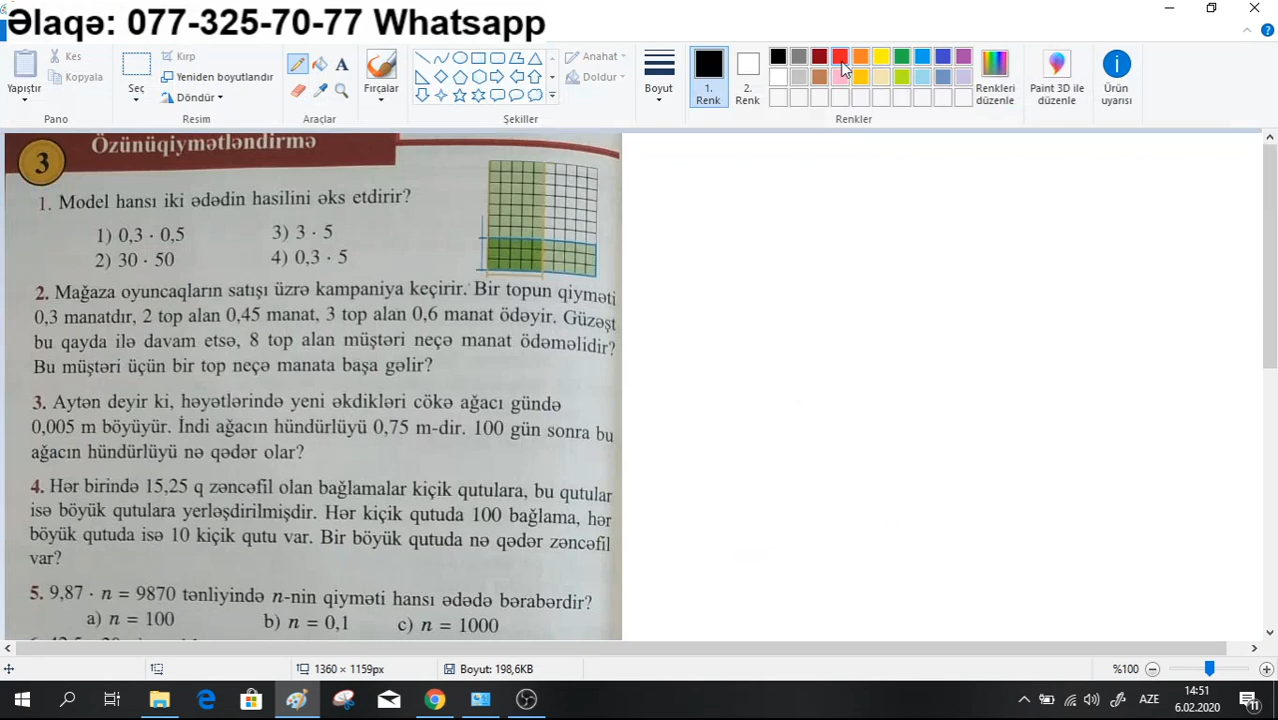 Əlaqə: 077-325-70-77 Whatsapp
Yapıştır
Kes
Kopyala
Pano
Seç
Kırp
Yeniden boyutlandır
Döndür
Resim
A
Araçlar
Fırçalar
Anahat
Doldur
Şekiller
Boyut
1. Renk
2. Renk
Renkler
Renkleri düzenle
Paint 3D ile düzenle
Ürün uyarısı
3
Özünüqiymətləndirmə
1. Model hansı iki ədədin hasilini əks etdirir?
1) 0,3 · 0,5 3) 3 · 5
2) 30 · 50 4) 0,3 · 5
2. Mağaza oyuncaqların satışı üzrə kampaniya keçirir. Bir topun qiyməti
0,3 manatdır, 2 top alan 0,45 manat, 3 top alan 0,6 manat ödəyir. Güzəşt
bu qayda ilə davam etsə, 8 top alan müştəri neçə manat ödəməlidir?
Bu müştəri üçün bir top neçə manata başa gəlir?
3. Aytən deyir ki, həyətlərində yeni əkdikləri cökə ağacı gündə
0,005 m böyüyür. İndi ağacın hündürlüyü 0,75 m-dir. 100 gün sonra bu
ağacın hündürlüyü nə qədər olar?
4. Hər birində 15,25 q zəncəfil olan bağlamalar kiçik qutulara, bu qutular
isə böyük qutulara yerləşdirilmişdir. Hər kiçik qutuda 100 bağlama, hər
böyük qutuda isə 10 kiçik qutu var. Bir böyük qutuda nə qədər zəncəfil
var?
5. 9,87 · n = 9870 tənliyində n-nin qiyməti hansı ədədə bərabərdir?
a) n = 100 b) n = 0,1 c) n = 1000
1360 × 1159px
Boyut: 198,6KB
%100
AZE
14:51
6.02.2020
11